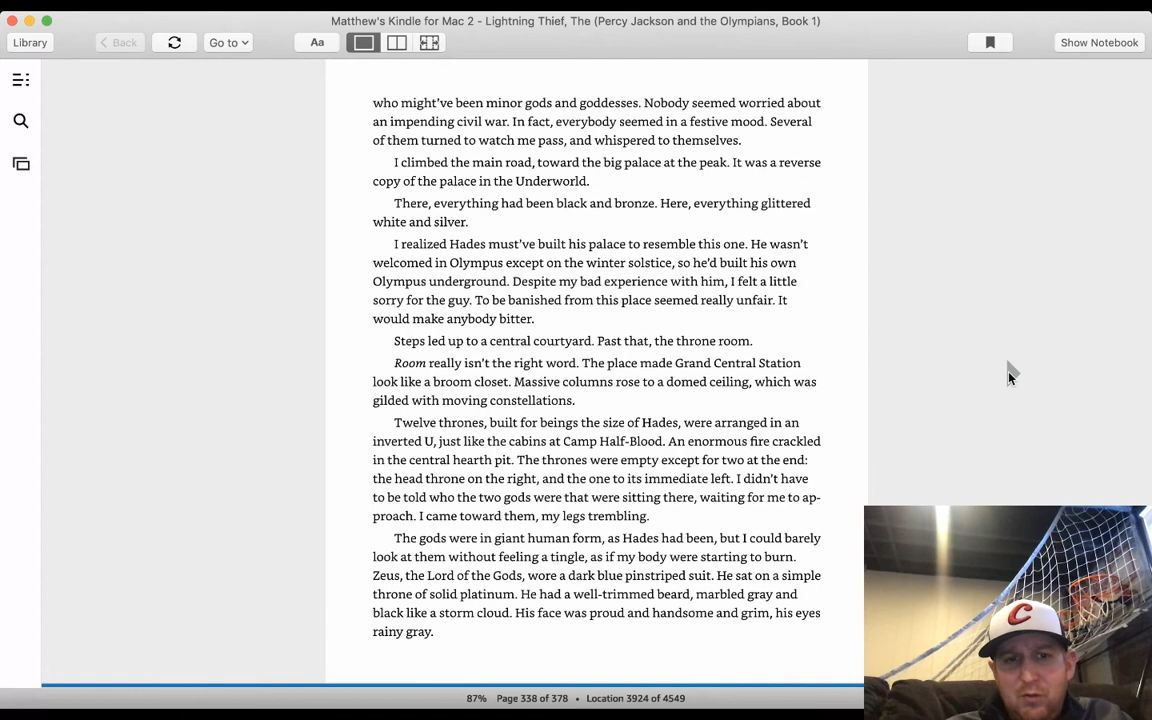 Matthew's Kindle for Mac 2 - Lightning Thief, The (Percy Jackson and the Olympians, Book 1)
Library
Back
Go to
Aa
Show Notebook
who might've been minor gods and goddesses. Nobody seemed worried about
an impending civil war. In fact, everybody seemed in a festive mood. Several
of them turned to watch me pass, and whispered to themselves.
I climbed the main road, toward the big palace at the peak. It was a reverse
copy of the palace in the Underworld.
There, everything had been black and bronze. Here, everything glittered
white and silver.
I realized Hades must've built his palace to resemble this one. He wasn't
welcomed in Olympus except on the winter solstice, so he'd built his own
Olympus underground. Despite my bad experience with him, I felt a little
sorry for the guy. To be banished from this place seemed really unfair. It
would make anybody bitter.
Steps led up to a central courtyard. Past that, the throne room.
Room really isn't the right word. The place made Grand Central Station
look like a broom closet. Massive columns rose to a domed ceiling, which was
gilded with moving constellations.
Twelve thrones, built for beings the size of Hades, were arranged in an
inverted U, just like the cabins at Camp Half-Blood. An enormous fire crackled
in the central hearth pit. The thrones were empty except for two at the end:
the head throne on the right, and the one to its immediate left. I didn't have
to be told who the two gods were that were sitting there, waiting for me to ap-
proach. I came toward them, my legs trembling.
The gods were in giant human form, as Hades had been, but I could barely
look at them without feeling a tingle, as if my body were starting to burn.
Zeus, the Lord of the Gods, wore a dark blue pinstriped suit. He sat on a simple
throne of solid platinum. He had a well-trimmed beard, marbled gray and
black like a storm cloud. His face was proud and handsome and grim, his eyes
rainy gray.
C
87% Page 338 of 378 • Location 3924 of 4549